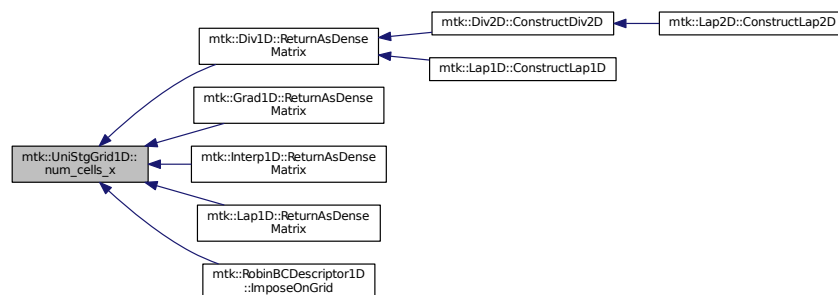 mtk::Div2D::ConstructDiv2D
mtk::Lap2D::ConstructLap2D
mtk::Div1D::ReturnAsDense
Matrix
mtk::Lap1D::ConstructLap1D
mtk::Grad1D::ReturnAsDense
Matrix
mtk::UniStgGrid1D::
num_cells_x
mtk::Interp1D::ReturnAsDense
Matrix
mtk::Lap1D::ReturnAsDense
Matrix
mtk::RobinBCDescriptor1D
::ImposeOnGrid